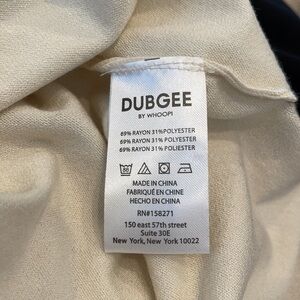 DUBGEE
BY WHOOPI
69% RAYON 31% POLYESTER
69% RAYON 31% POLYESTER
69% RAYON 31% POLIESTER
MADE IN CHINA
FABRIQUÉ EN CHINE
HECHO EN CHINA
RN#158271
150 east 57th street
Suite 30E
New York, New York 10022